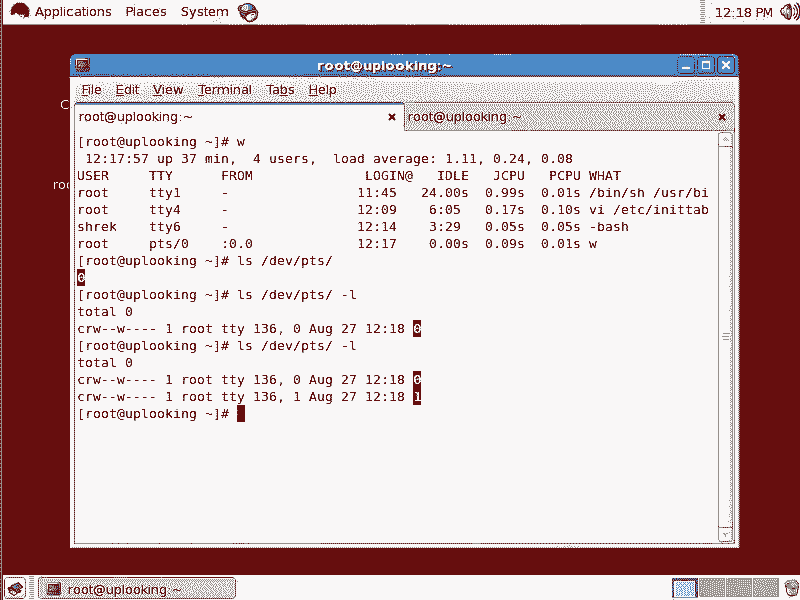 Applications Places System 12:18 PM
root@uplooking:~
File Edit View Terminal Tabs Help
root@uplooking:~ root@uplooking:~
[root@uplooking ~]# w
12:17:57 up 37 min, 4 users, load average: 1.11, 0.24, 0.08
USER TTY FROM LOGIN@ IDLE JCPU PCPU WHAT
root tty1 - 11:45 24.00s 0.99s 0.01s /bin/sh /usr/bi
root tty4 - 12:09 6:05 0.17s 0.10s vi /etc/inittab
shrek tty6 - 12:14 3:29 0.05s 0.05s -bash
root pts/0 :0.0 12:17 0.00s 0.09s 0.01s w
[root@uplooking ~]# ls /dev/pts/
0
[root@uplooking ~]# ls /dev/pts/ -l
total 0
crw--w---- 1 root tty 136, 0 Aug 27 12:18 0
[root@uplooking ~]# ls /dev/pts/ -l
total 0
crw--w---- 1 root tty 136, 0 Aug 27 12:18 0
crw--w---- 1 root tty 136, 1 Aug 27 12:18 1
[root@uplooking ~]#
root@uplooking:~